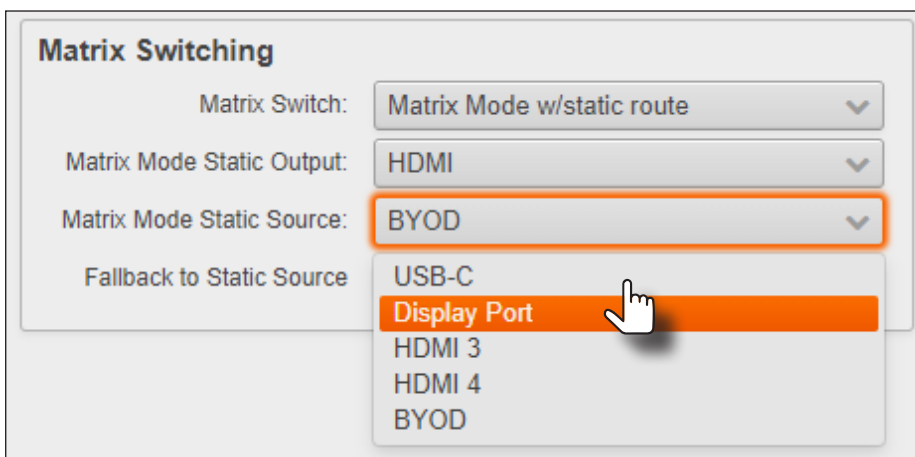 Matrix Switching
Matrix Switch: Matrix Mode w/static route
Matrix Mode Static Output: HDMI
Matrix Mode Static Source: BYOD
Fallback to Static Source
USB-C
Display Port
HDMI 3
HDMI 4
BYOD